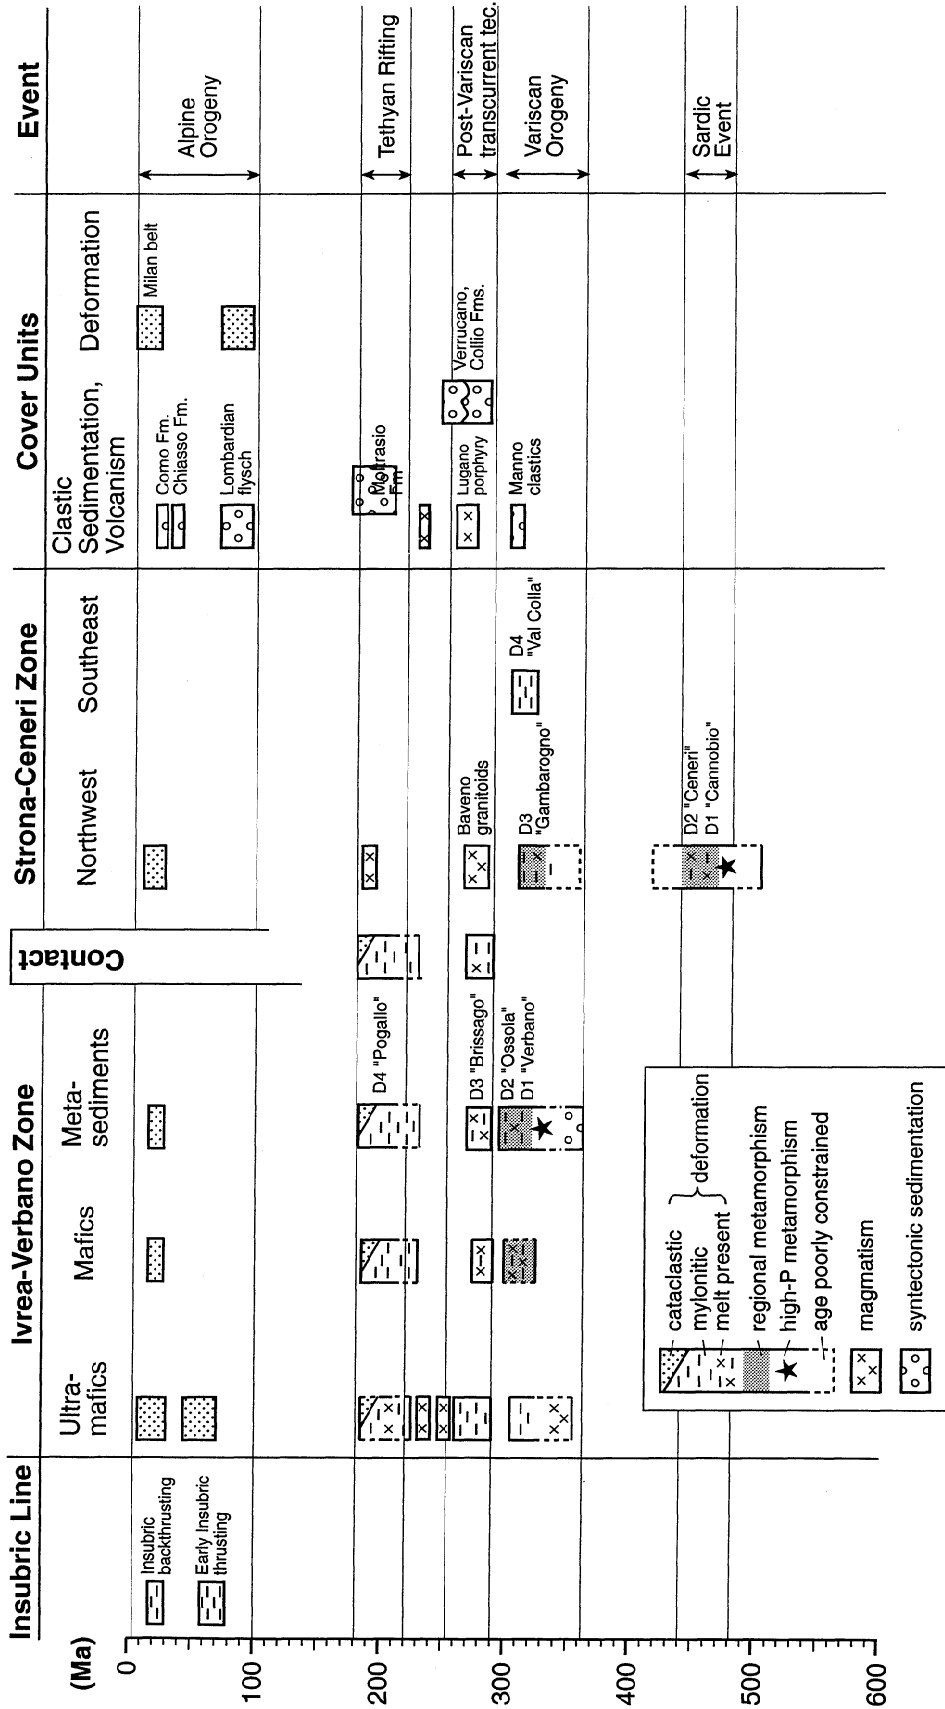 Insubric Line
Ivrea-Verbano Zone
Contact
Strona-Ceneri Zone
Cover Units
Event
(Ma)
Ultra-
mafics
Mafics
Meta-
sediments
Northwest
Southeast
Clastic
Sedimentation,
Volcanism
Deformation
0
100
200
300
400
500
600
Insubric
backthrusting
Early Insubric
thrusting
D4 "Pogallo"
D3 "Brissago"
D2 "Ossola"
D1 "Verbano"
Baveno
granitoids
D3
"Gambarogno"
D2 "Ceneri"
D1 "Cannobio"
D4
"Val Colla"
Como Fm.
Chiasso Fm.
Lombardian
flysch
Moltrasio
Fm
Lugano
porphyry
Manno
clastics
Verrucano,
Collio Fms.
Milan belt
Alpine
Orogeny
Tethyan Rifting
Post-Variscan
transcurrent tec.
Variscan
Orogeny
Sardic
Event
cataclastic
mylonitic
melt present
deformation
regional metamorphism
high-P metamorphism
age poorly constrained
magmatism
syntectonic sedimentation